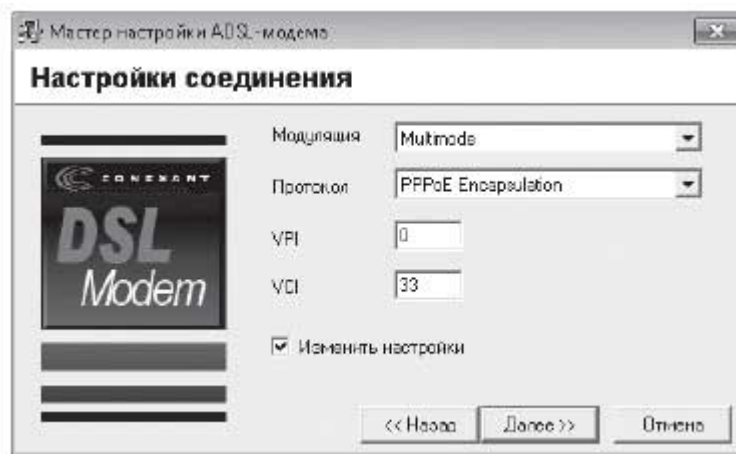 Мастер настройки ADSL-модема
Настройки соединения
CONEXANT
DSL
Modem
Модуляция
Multimode
Протокол
PPPoE Encapsulation
VPI
0
VCI
33
Изменить настройки
<< Назад
Далее >>
Отмена